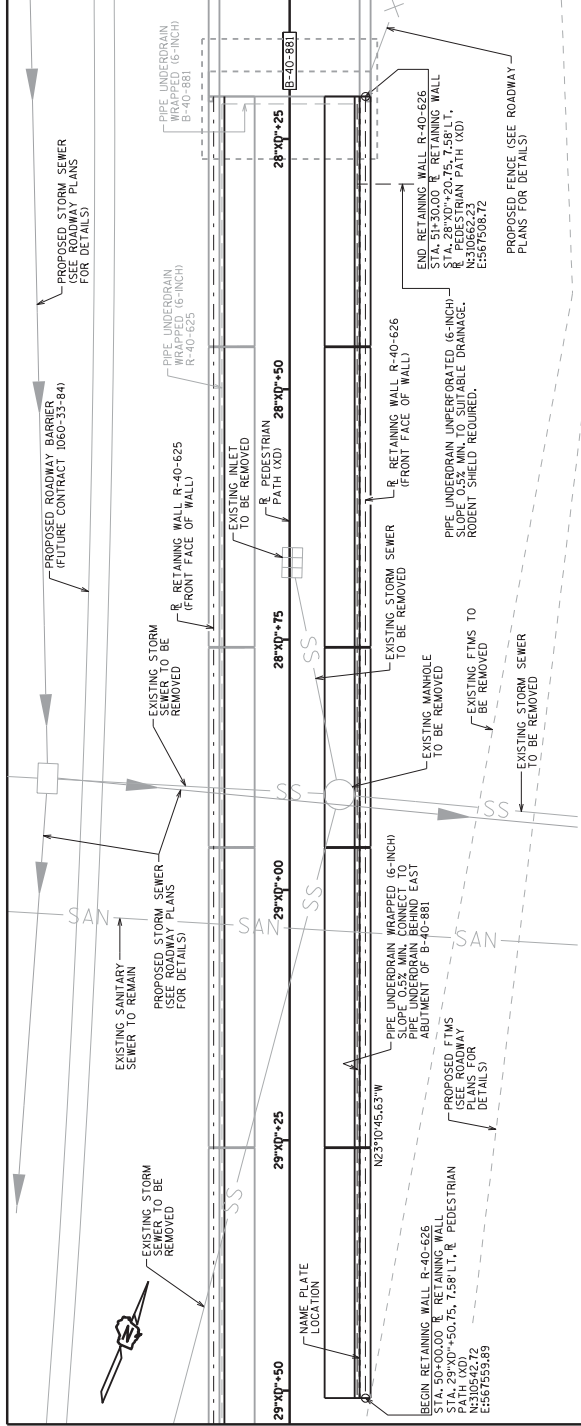 PROPOSED STORM SEWER
(SEE ROADWAY PLANS
FOR DETAILS)
PROPOSED ROADWAY BARRIER
(FUTURE CONTRACT 1060-33-84)
EXISTING STORM
SEWER TO BE
REMOVED
PROPOSED STORM SEWER
(SEE ROADWAY PLANS
FOR DETAILS)
EXISTING SANITARY
SEWER TO REMAIN
EXISTING STORM
SEWER TO BE
REMOVED
N
PIPE UNDERDRAIN
WRAPPED (6-INCH)
B-40-881
PIPE UNDERDRAIN
WRAPPED (6-INCH)
R-40-625
R RETAINING WALL R-40-625
(FRONT FACE OF WALL)
EXISTING INLET
TO BE REMOVED
R PEDESTRIAN
PATH (XD)
B-40-881
29"XD"+50
29"XD"+25
29"XD"+00
28"XD"+75
28"XD"+50
28"XD"+25
SAN
SAN
SAN
SS
SS
SS
SS
SS
SS
NAME PLATE
LOCATION
BEGIN RETAINING WALL R-40-626
STA. 50+00.00 R RETAINING WALL
STA. 29"XD"+50.75, 7.58' LT, R PEDESTRIAN
PATH (XD)
N:310542.72
E:567559.89
N23°10'45.63"W
PROPOSED FTMS
(SEE ROADWAY
PLANS FOR
DETAILS)
PIPE UNDERDRAIN WRAPPED (6-INCH)
SLOPE 0.5% MIN. CONNECT TO
PIPE UNDERDRAIN BEHIND EAST
ABUTMENT OF B-40-881
EXISTING MANHOLE
TO BE REMOVED
EXISTING STORM SEWER
TO BE REMOVED
EXISTING FTMS TO
BE REMOVED
EXISTING STORM SEWER
TO BE REMOVED
R RETAINING WALL R-40-626
(FRONT FACE OF WALL)
PIPE UNDERDRAIN UNPERFORATED (6-INCH)
SLOPE 0.5% MIN. TO SUITABLE DRAINAGE.
RODENT SHIELD REQUIRED.
END RETAINING WALL R-40-626
STA. 51+30.00 R RETAINING WALL
STA. 28"XD"+20.75, 7.58' LT.
R PEDESTRIAN PATH (XD)
N:310662.23
E:567508.72
PROPOSED FENCE (SEE ROADWAY
PLANS FOR DETAILS)
X